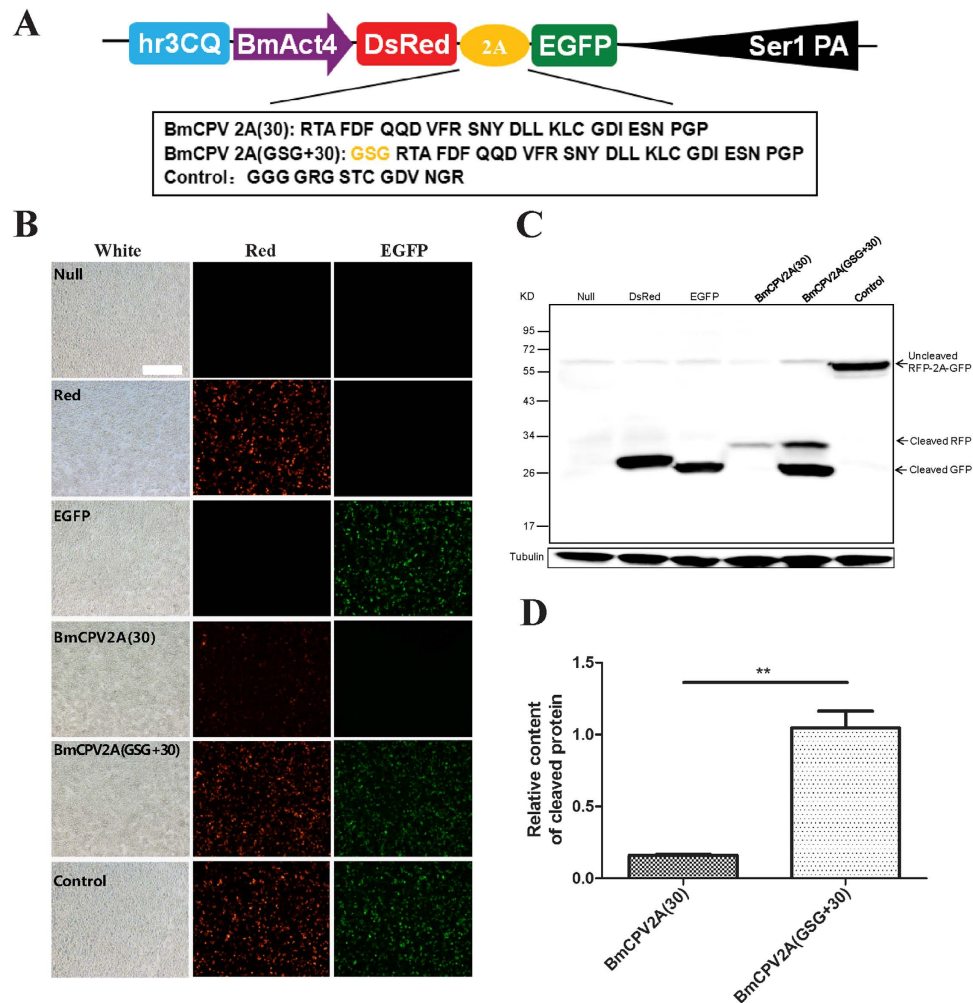 A
hr3CQ BmAct4 DsRed 2A EGFP Ser1 PA
BmCPV 2A(30): RTA FDF QQD VFR SNY DLL KLC GDI ESN PGP
BmCPV 2A(GSG+30): GSG RTA FDF QQD VFR SNY DLL KLC GDI ESN PGP
Control: GGG GRG STC GDV NGR
B
White Red EGFP
Null
Red
EGFP
BmCPV2A(30)
BmCPV2A(GSG+30)
Control
C
KD Null DsRed EGFP BmCPV2A(30) BmCPV2A(GSG+30) Control
95
72
55
43
34
26
17
Uncleaved
RFP-2A-GFP
Cleaved RFP
Cleaved GFP
Tubulin
D
Relative content
of cleaved protein
1.5
1.0
0.5
0.0
**
BmCPV2A(30)
BmCPV2A(GSG+30)